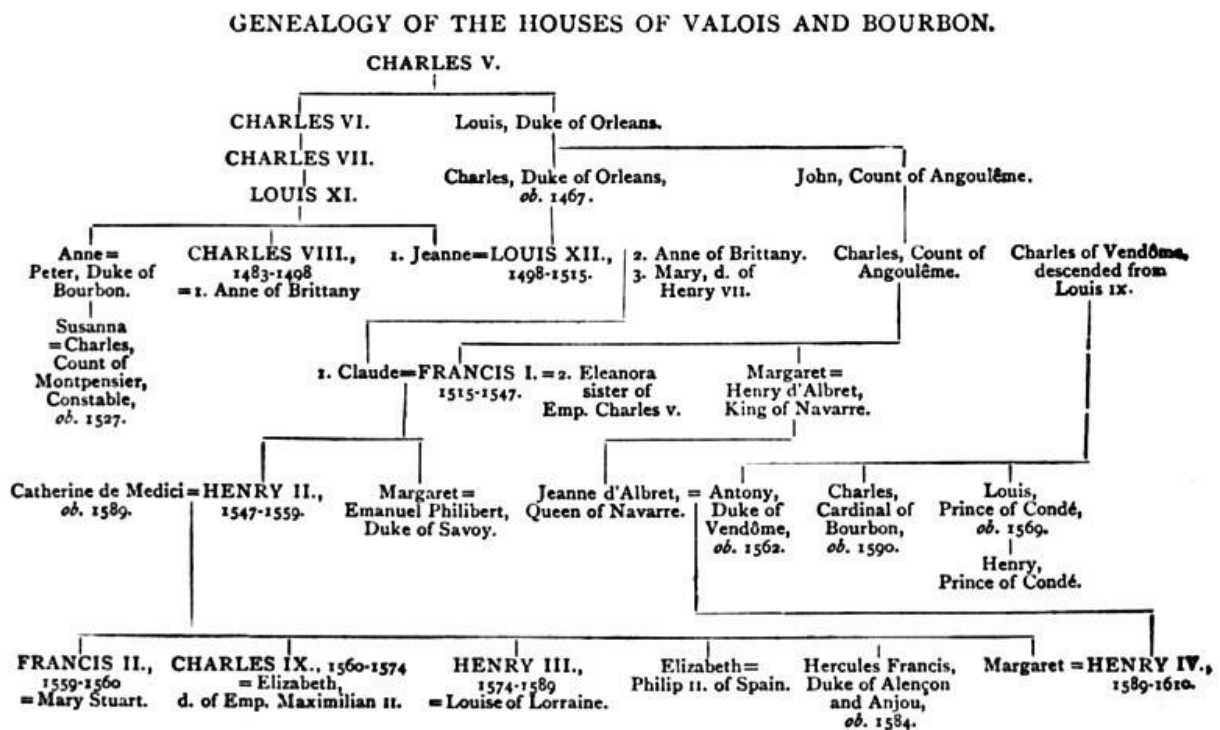 GENEALOGY OF THE HOUSES OF VALOIS AND BOURBON.
CHARLES V.
CHARLES VI.
Louis, Duke of Orleans.
CHARLES VII.
LOUIS XI.
Charles, Duke of Orleans,
ob. 1467.
John, Count of Angoulême.
Anne=
Peter, Duke of
Bourbon.
CHARLES VIII.,
1483-1498
=1. Anne of Brittany
1. Jeanne=LOUIS XII.,
1498-1515.
2. Anne of Brittany.
3. Mary, d. of
Henry VII.
Charles, Count of
Angoulême.
Charles of Vendôme,
descended from
Louis IX.
Susanna
=Charles,
Count of
Montpensier,
Constable,
ob. 1527.
1. Claude=FRANCIS I.=2. Eleanora
1515-1547.
sister of
Emp. Charles V.
Margaret=
Henry d'Albret,
King of Navarre.
Catherine de Medici=HENRY II.,
ob. 1589.
1547-1559.
Margaret=
Emanuel Philibert,
Duke of Savoy.
Jeanne d'Albret, = Antony,
Queen of Navarre.
Duke of
Vendôme,
ob. 1562.
Charles,
Cardinal of
Bourbon,
ob. 1590.
Louis,
Prince of Condé,
ob. 1569.
Henry,
Prince of Condé.
FRANCIS II.,
1559-1560
=Mary Stuart.
CHARLES IX., 1560-1574
=Elizabeth,
d. of Emp. Maximilian II.
HENRY III.,
1574-1589
=Louise of Lorraine.
Elizabeth=
Philip II. of Spain.
Hercules Francis,
Duke of Alençon
and Anjou,
ob. 1584.
Margaret=HENRY IV.,
1589-1610.